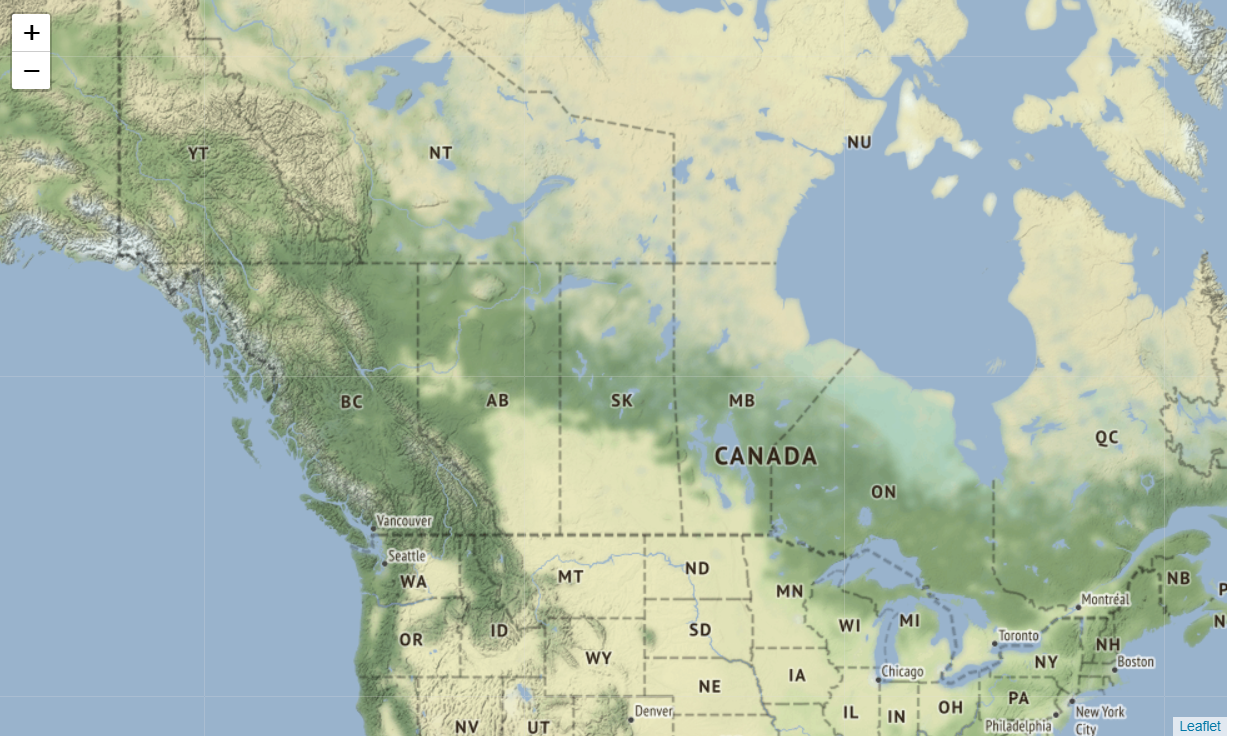 +
−
YT
NT
NU
BC
AB
SK
MB
CANADA
QC
ON
Vancouver
Seattle
WA
MT
ND
MN
NB
P
Montréal
N
OR
ID
SD
WI
MI
Toronto
NH
WY
NY
Boston
IA
Chicago
NE
PA
OH
IL
IN
Denver
New York
City
NV
UT
Philadelphia
Leaflet